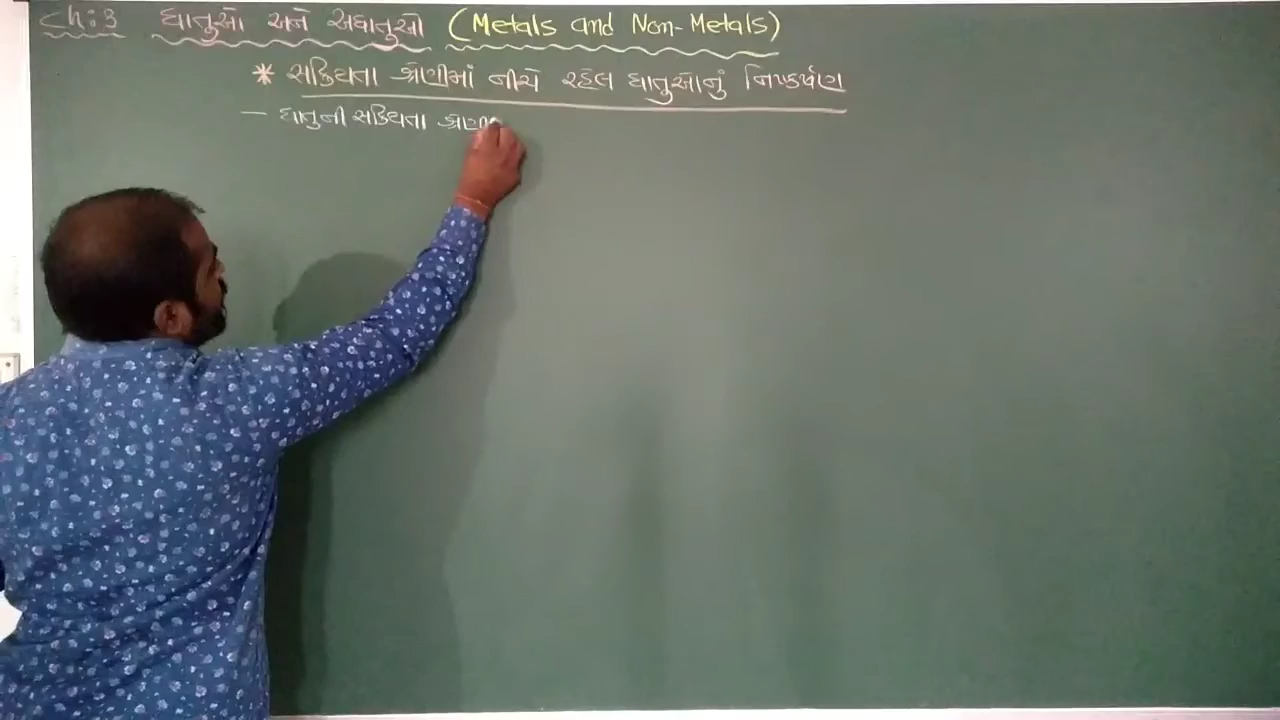 Ch: 3 ધાતુઓ અને અધાતુઓ (Metals and Non-Metals)
* સક્રિયતા શ્રેણીમાં નીચે રહેલ ધાતુઓનું નિષ્કર્ષણ
– ધાતુની સક્રિયતા શ્રેણી